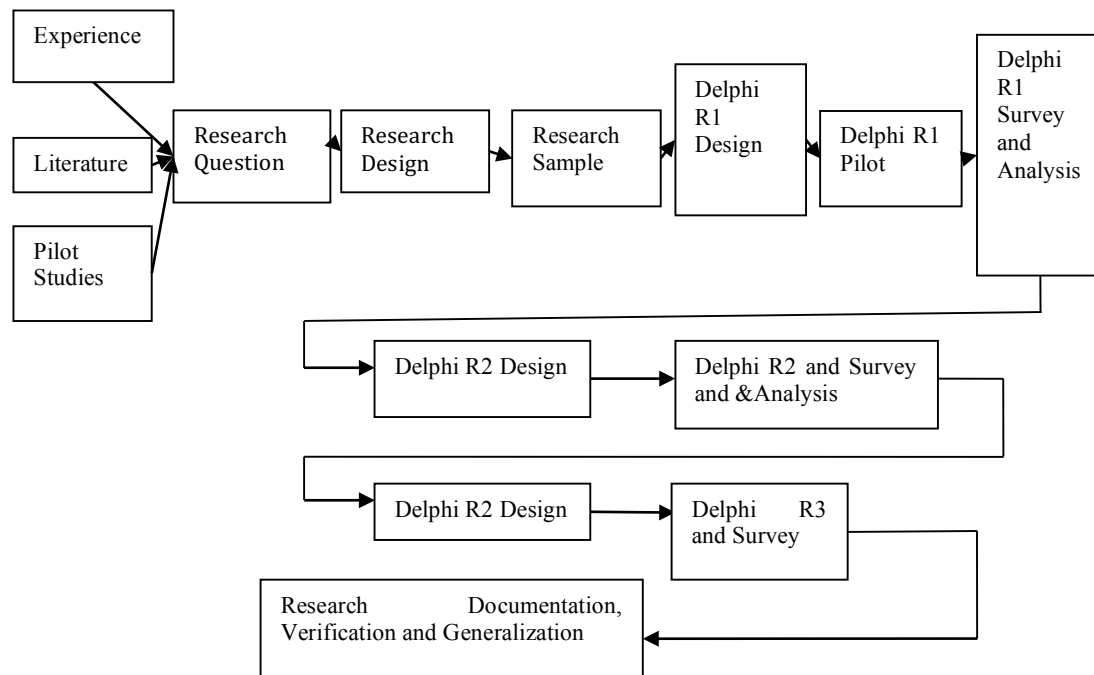 Experience
Literature
Pilot
Studies
Research
Question
Research
Design
Research
Sample
Delphi
R1
Design
Delphi R1
Pilot
Delphi
R1
Survey
and
Analysis
Delphi R2 Design
Delphi R2 and Survey
and &Analysis
Delphi R2 Design
Delphi R3
and Survey
Research Documentation,
Verification and Generalization